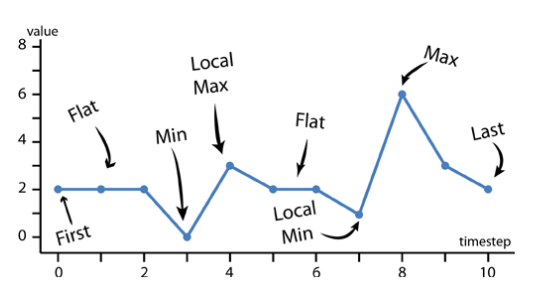 value
8
6
4
2
0
First
Flat
Min
Local
Max
Flat
Local
Min
Max
Last
timestep
0 2 4 6 8 10